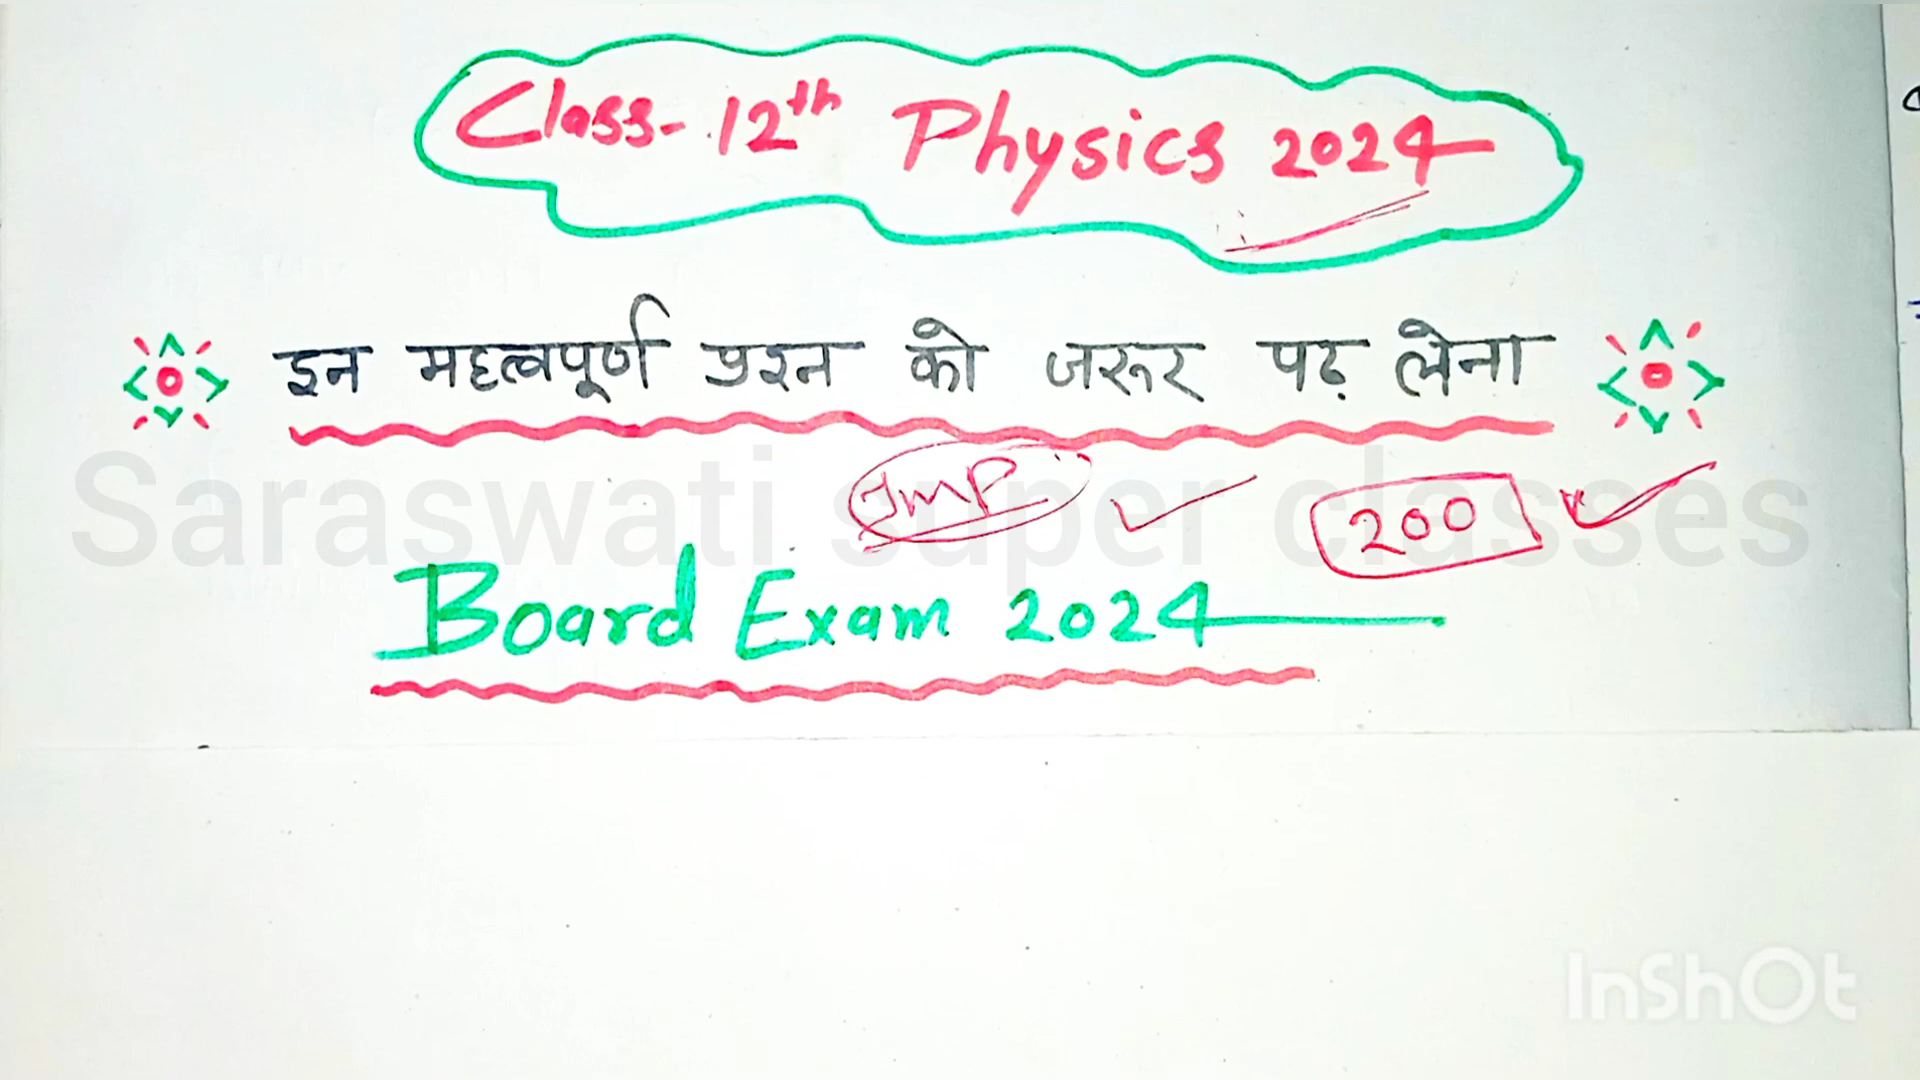 Class-12th Physics 2024
इन महत्वपूर्ण प्रश्न को जरूर पढ़ लेना
Saraswati super classes
Imp 200
Board Exam 2024
InShOt